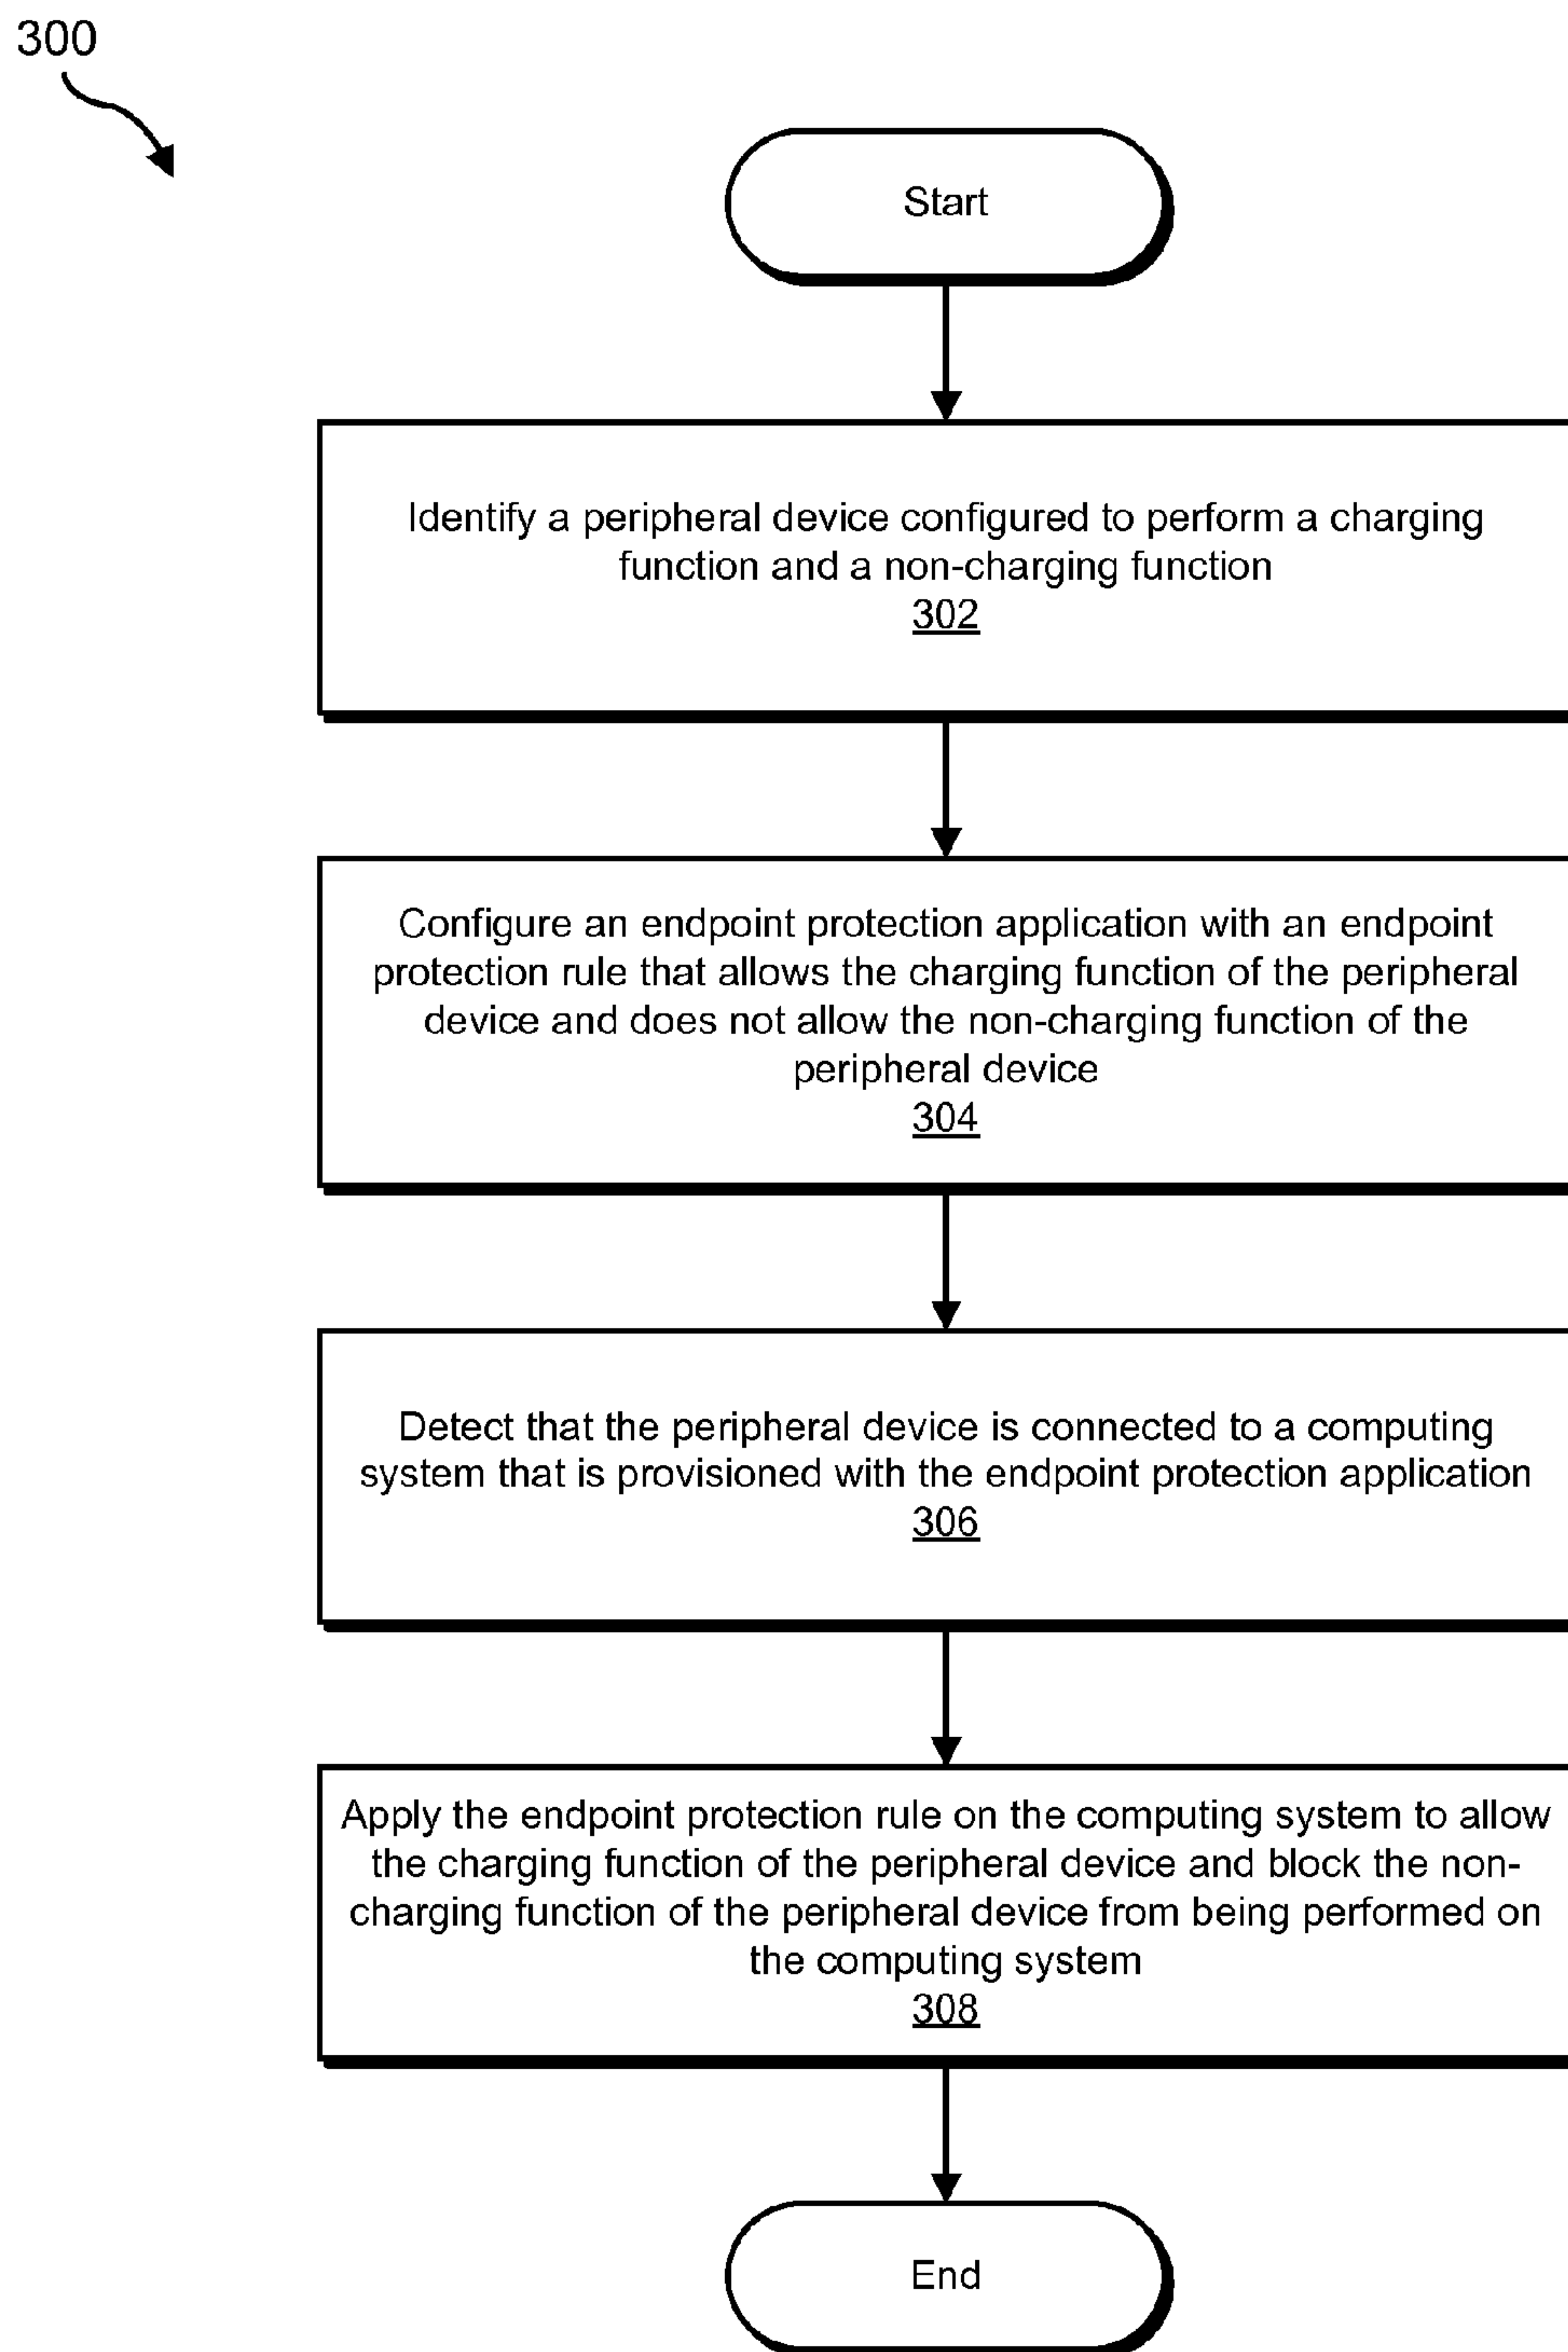 300
Start
Identify a peripheral device configured to perform a charging
function and a non-charging function
302
Configure an endpoint protection application with an endpoint
protection rule that allows the charging function of the peripheral
device and does not allow the non-charging function of the
peripheral device
304
Detect that the peripheral device is connected to a computing
system that is provisioned with the endpoint protection application
306
Apply the endpoint protection rule on the computing system to allow
the charging function of the peripheral device and block the non-
charging function of the peripheral device from being performed on
the computing system
308
End